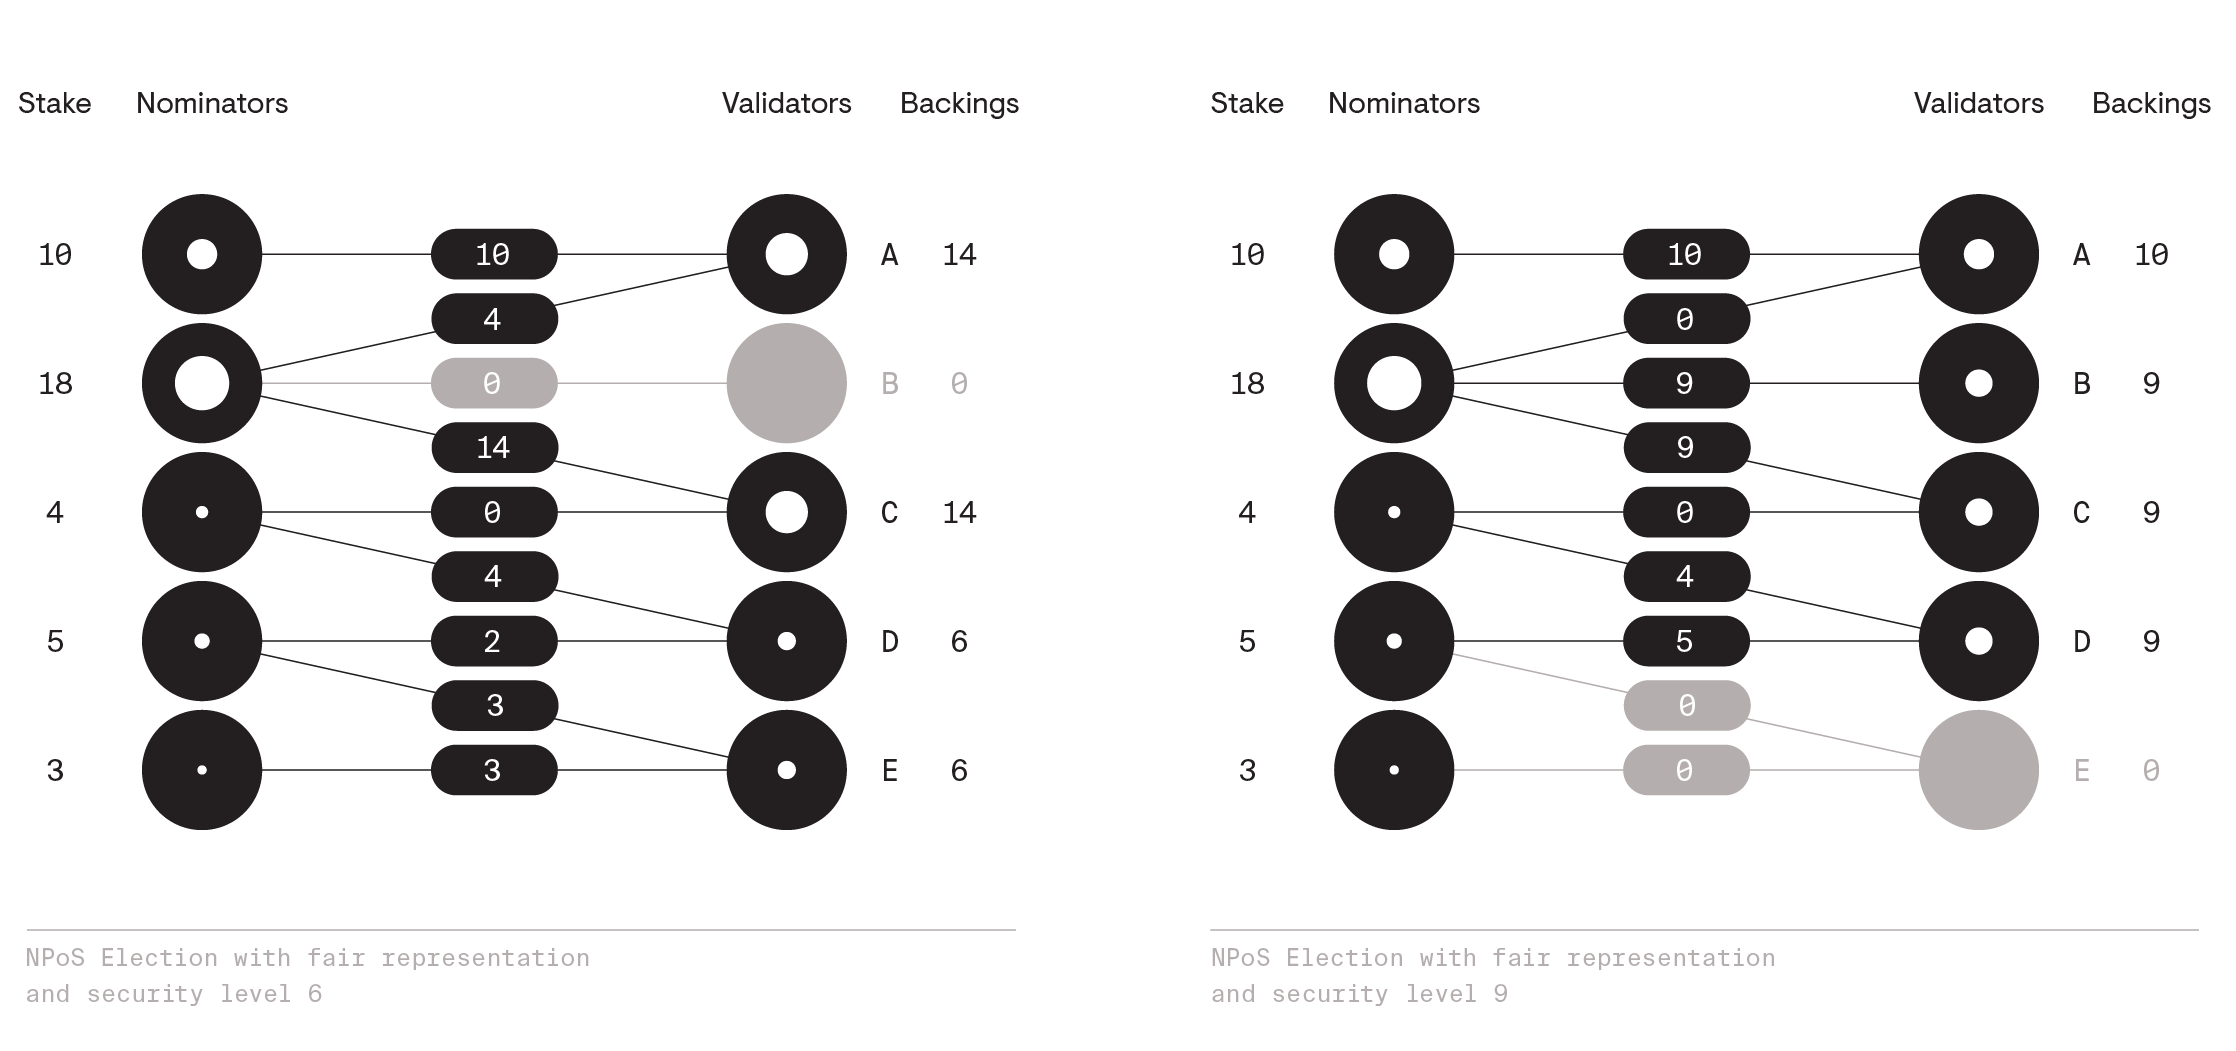 Stake Nominators Validators Backings
10 10 A 14
4
18 0 B 0
14
4 0 C 14
4
5 2 D 6
3
3 3 E 6
NPoS Election with fair representation
and security level 6
Stake Nominators Validators Backings
10 10 A 10
0
18 9 B 9
9
4 0 C 9
4
5 5 D 9
0
3 0 E 0
NPoS Election with fair representation
and security level 9